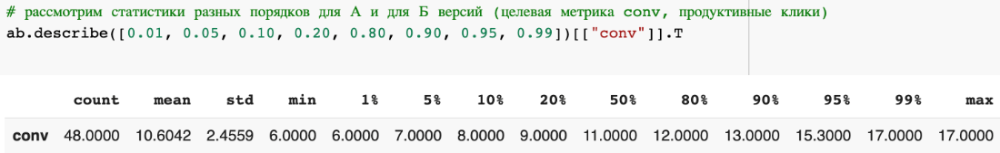 # рассмотрим статистики разных порядков для А и для Б версий (целевая метрика conv, продуктивные клики)
ab.describe([0.01, 0.05, 0.10, 0.20, 0.80, 0.90, 0.95, 0.99])[["conv"]].T
count mean std min 1% 5% 10% 20% 50% 80% 90% 95% 99% max
conv 48.0000 10.6042 2.4559 6.0000 6.0000 7.0000 8.0000 9.0000 11.0000 12.0000 13.0000 15.3000 17.0000 17.0000